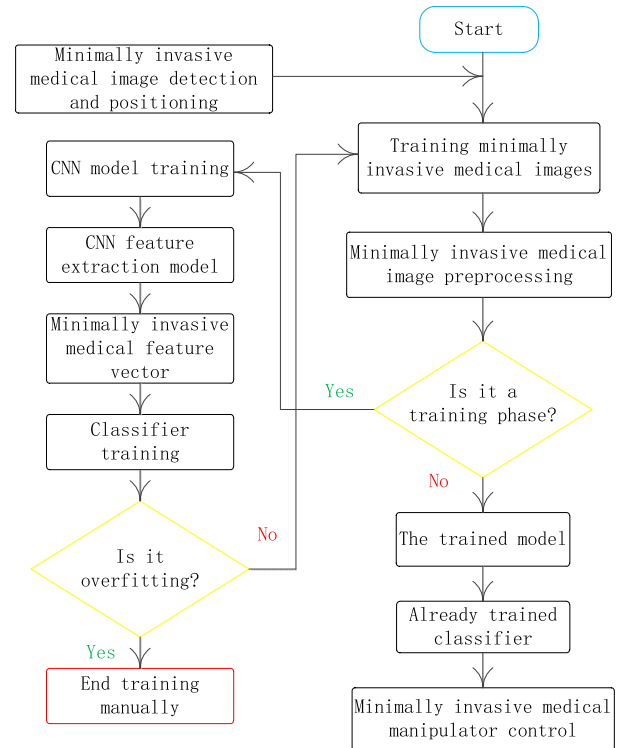 Start
Minimally invasive
medical image detection
and positioning
Training minimally
invasive medical images
Minimally invasive medical
image preprocessing
Is it a
training phase?
Yes
No
CNN model training
CNN feature
extraction model
Minimally invasive
medical feature
vector
Classifier
training
Is it
overfitting?
No
Yes
End training
manually
The trained model
Already trained
classifier
Minimally invasive medical
manipulator control